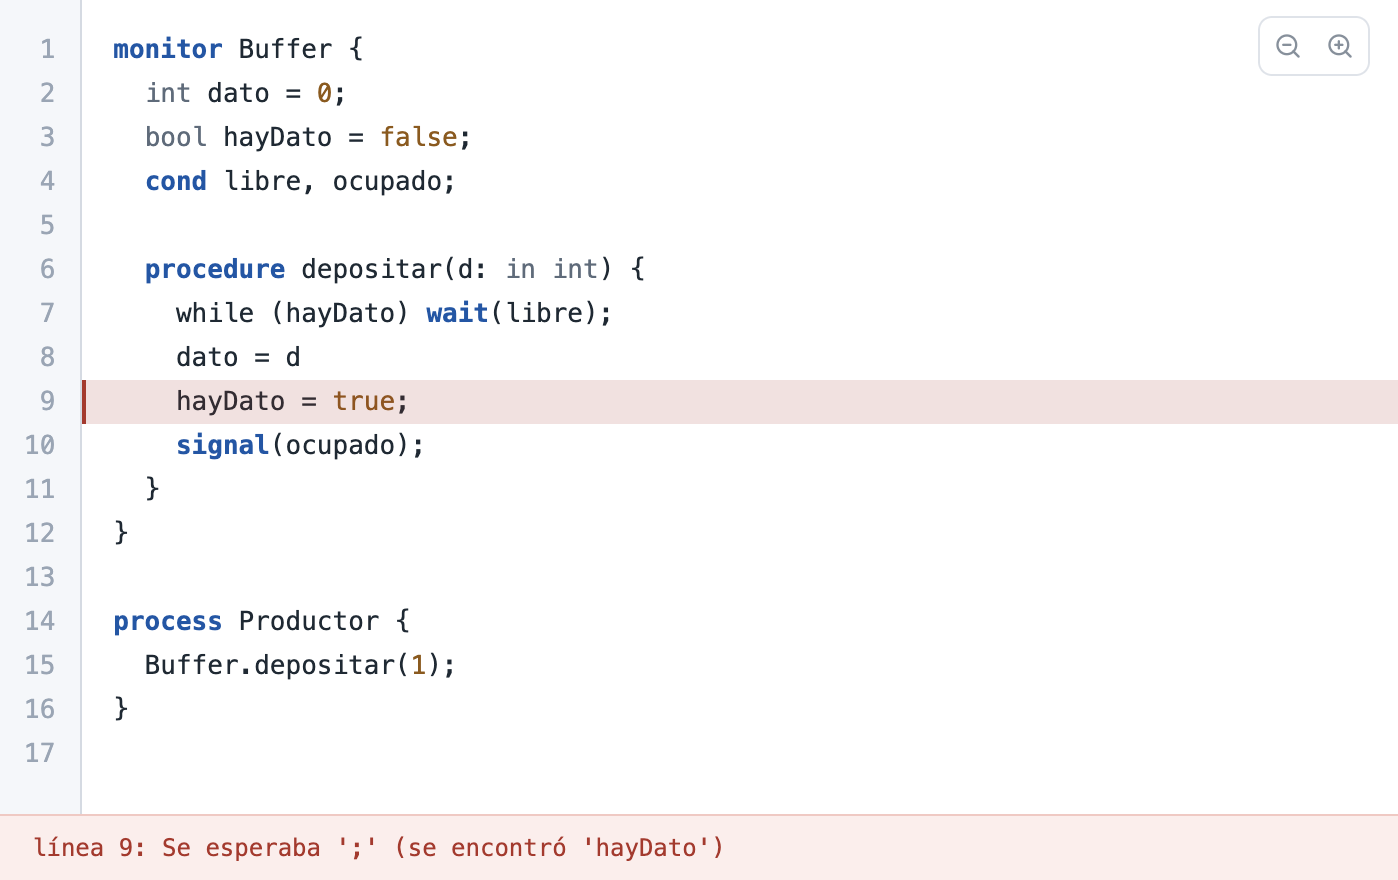 1 monitor Buffer {
2   int dato = 0;
3   bool hayDato = false;
4   cond libre, ocupado;
5
6   procedure depositar(d: in int) {
7     while (hayDato) wait(libre);
8     dato = d
9     hayDato = true;
10     signal(ocupado);
11   }
12 }
13
14 process Productor {
15   Buffer.depositar(1);
16 }
17
línea 9: Se esperaba ';' (se encontró 'hayDato')